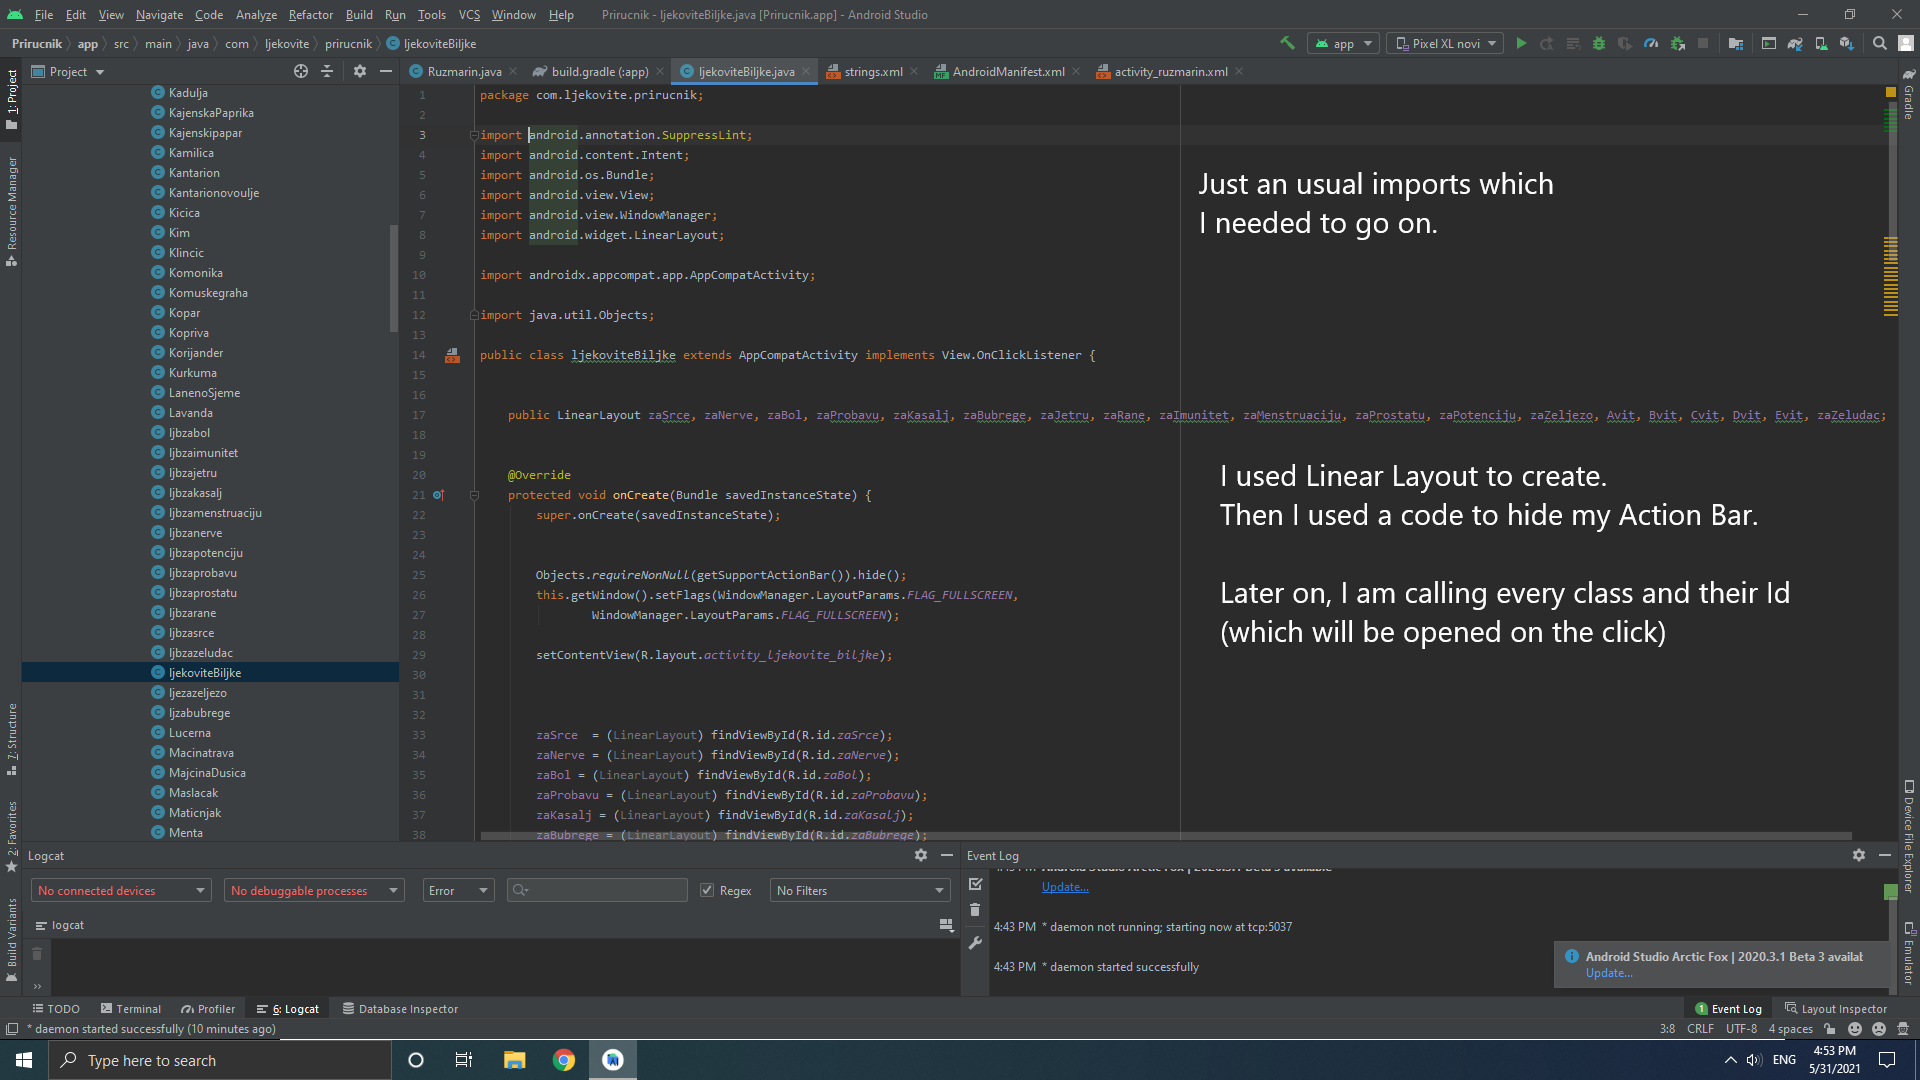 File Edit View Navigate Code Analyze Refactor Build Run Tools VCS Window Help Prirucnik - ljekoviteBiljke.java [Prirucnik.app] - Android Studio
Prirucnik app src main java com ljekovite prirucnik ljekoviteBiljke app Pixel XL novi
Project
Ruzmarin.java build.gradle (:app) ljekoviteBiljke.java strings.xml AndroidManifest.xml activity_ruzmarin.xml
1: Project
Resource Manager
7: Structure
2: Favorites
Build Variants
Kadulja
KajenskaPaprika
Kajenskipapar
Kamilica
Kantarion
Kantarionovoulje
Kicica
Kim
Klincic
Komonika
Komuskegraha
Kopar
Kopriva
Korijander
Kurkuma
LanenoSjeme
Lavanda
ljbzabol
ljbzaimunitet
ljbzajetru
ljbzakasalj
ljbzamenstruaciju
ljbzanerve
ljbzapotenciju
ljbzaprobavu
ljbzaprostatu
ljbzarane
ljbzasrce
ljbzazeludac
ljekoviteBiljke
ljezazeljezo
ljzabubrege
Lucerna
Macinatrava
MajcinaDusica
Maslacak
Maticnjak
Menta
1 package com.ljekovite.prirucnik;
2
3 import android.annotation.SuppressLint;
4 import android.content.Intent;
5 import android.os.Bundle;
6 import android.view.View;
7 import android.view.WindowManager;
8 import android.widget.LinearLayout;
9
10 import androidx.appcompat.app.AppCompatActivity;
11
12 import java.util.Objects;
13
14 public class ljekoviteBiljke extends AppCompatActivity implements View.OnClickListener {
15
16
17 public LinearLayout zaSrce, zaNerve, zaBol, zaProbavu, zaKasalj, zaBubrege, zaJetru, zaRane, zaImunitet, zaMenstruaciju, zaProstatu, zaPotenciju, zaZeljezo, Avit, Bvit, Cvit, Dvit, Evit, zaZeludac;
18
19
20 @Override
21 protected void onCreate(Bundle savedInstanceState) {
22 super.onCreate(savedInstanceState);
23
24
25 Objects.requireNonNull(getSupportActionBar()).hide();
26 this.getWindow().setFlags(WindowManager.LayoutParams.FLAG_FULLSCREEN,
27 WindowManager.LayoutParams.FLAG_FULLSCREEN);
28
29 setContentView(R.layout.activity_ljekovite_biljke);
30
31
32
33 zaSrce = (LinearLayout) findViewById(R.id.zaSrce);
34 zaNerve = (LinearLayout) findViewById(R.id.zaNerve);
35 zaBol = (LinearLayout) findViewById(R.id.zaBol);
36 zaProbavu = (LinearLayout) findViewById(R.id.zaProbavu);
37 zaKasalj = (LinearLayout) findViewById(R.id.zaKasalj);
38 zaBubrege = (LinearLayout) findViewById(R.id.zaBubrege);
Just an usual imports which
I needed to go on.
I used Linear Layout to create.
Then I used a code to hide my Action Bar.
Later on, I am calling every class and their Id
(which will be opened on the click)
Gradle
Device File Explorer
Emulator
Logcat
No connected devices No debuggable processes Error Regex No Filters
logcat
Event Log
4:43 PM Android Studio Arctic Fox | 2020.3.1 Beta 3 available
Update...
4:43 PM * daemon not running; starting now at tcp:5037
4:43 PM * daemon started successfully
Android Studio Arctic Fox | 2020.3.1 Beta 3 availal
Update...
TODO Terminal Profiler 6: Logcat Database Inspector 1 Event Log Layout Inspector
* daemon started successfully (10 minutes ago) 3:8 CRLF UTF-8 4 spaces
Type here to search ENG 4:53 PM
5/31/2021